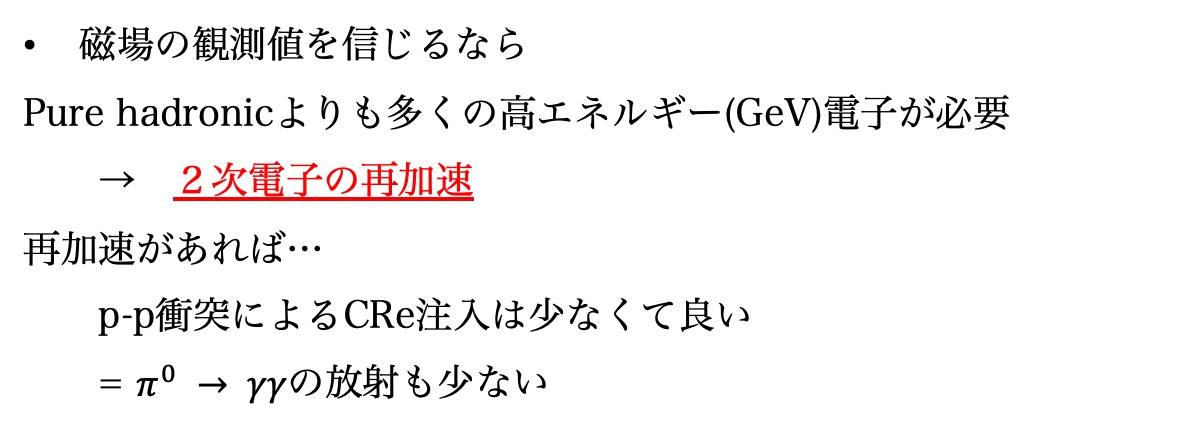 • 磁場の観測値を信じるなら
Pure hadronicよりも多くの高エネルギー(GeV)電子が必要
→ ２次電子の再加速
再加速があれば…
p-p衝突によるCRe注入は少なくて良い
= π⁰ → γγの放射も少ない